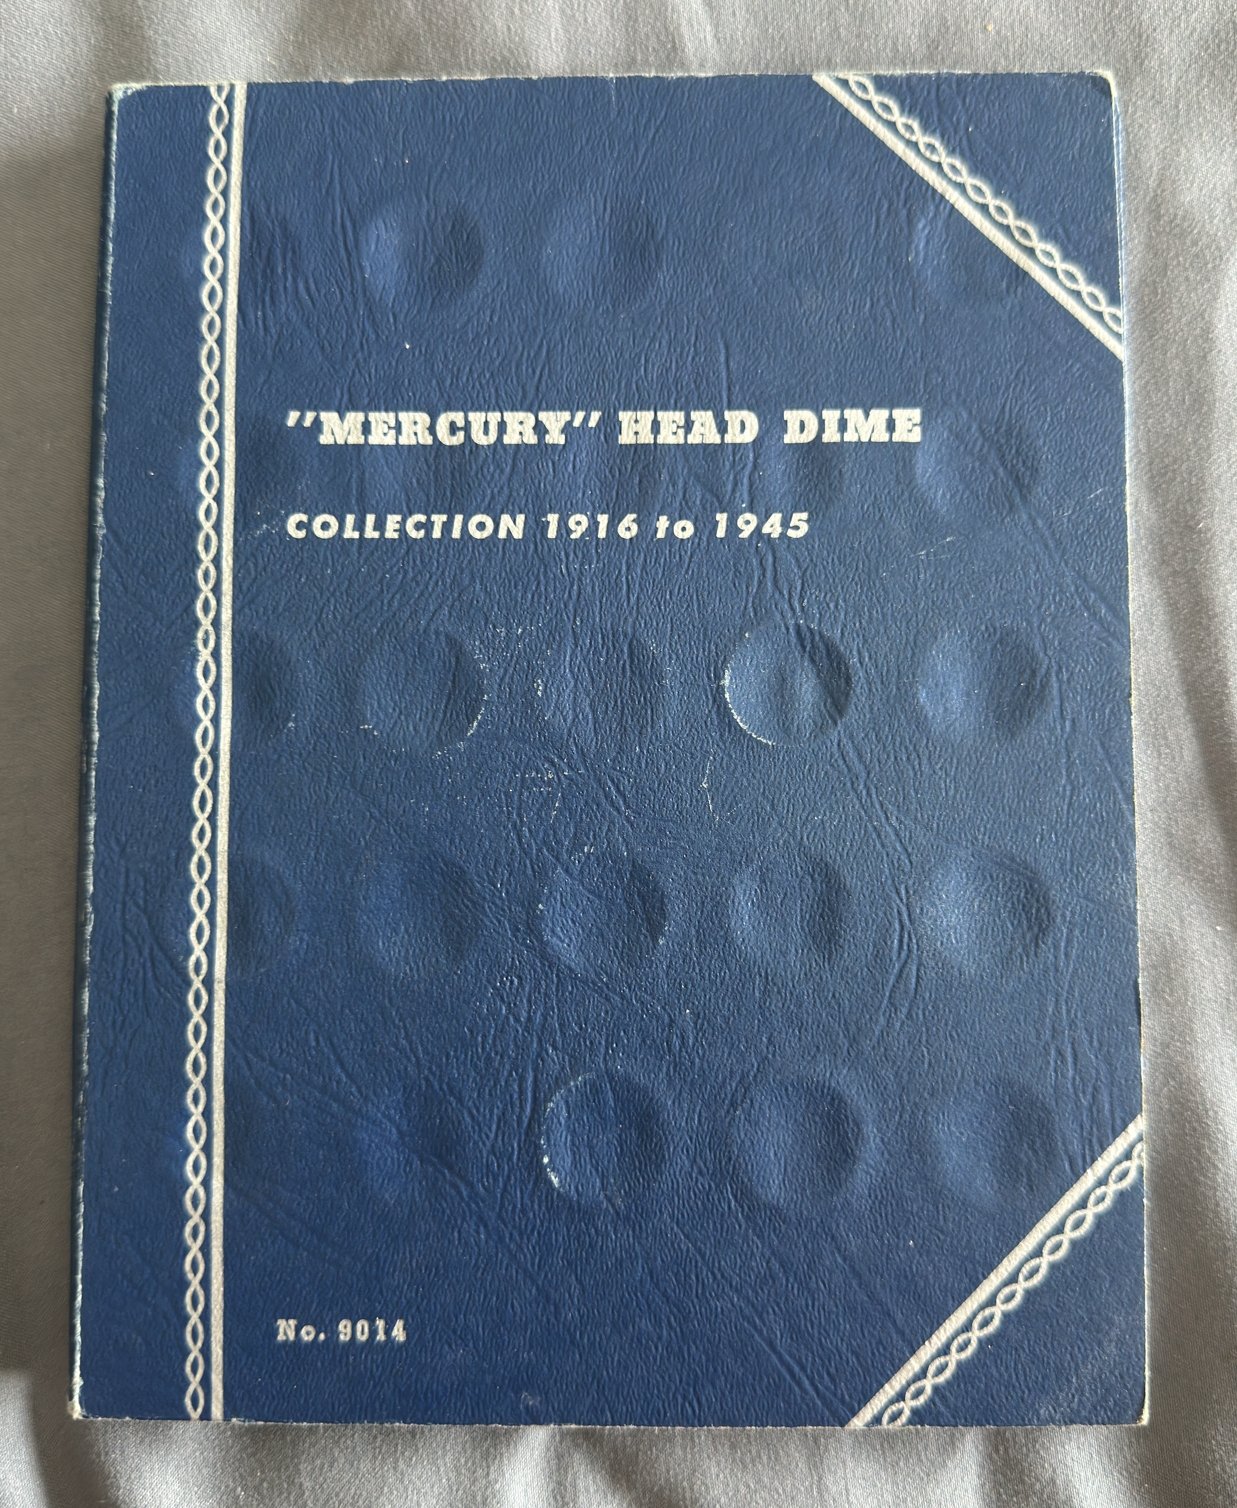 "MERCURY" HEAD DIME
COLLECTION 1916 to 1945
No. 9014